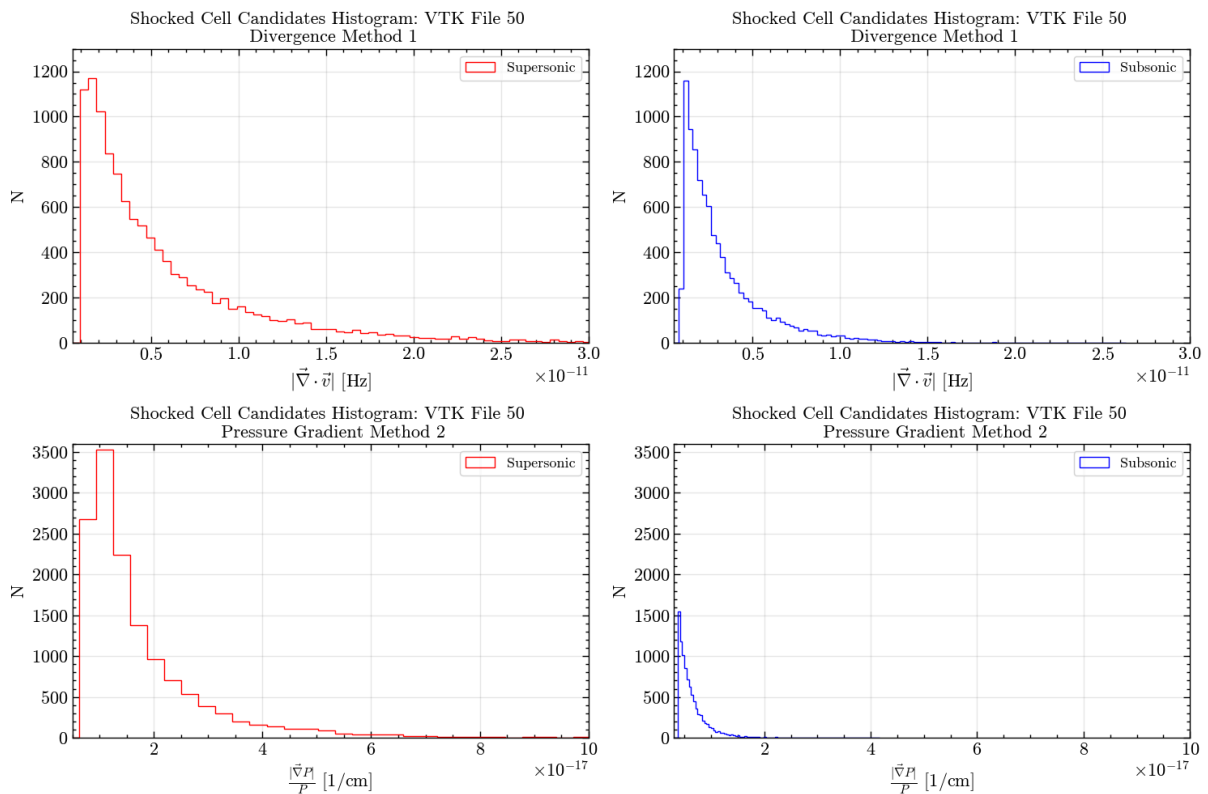 Shocked Cell Candidates Histogram: VTK File 50
Divergence Method 1
Supersonic
N
0
200
400
600
800
1000
1200
0.5
1.0
1.5
2.0
2.5
3.0
×10⁻¹¹
|∇⃗ · v⃗| [Hz]
Shocked Cell Candidates Histogram: VTK File 50
Divergence Method 1
Subsonic
N
0
200
400
600
800
1000
1200
0.5
1.0
1.5
2.0
2.5
3.0
×10⁻¹¹
|∇⃗ · v⃗| [Hz]
Shocked Cell Candidates Histogram: VTK File 50
Pressure Gradient Method 2
Supersonic
N
0
500
1000
1500
2000
2500
3000
3500
2
4
6
8
10
×10⁻¹⁷
|∇⃗P|/P [1/cm]
Shocked Cell Candidates Histogram: VTK File 50
Pressure Gradient Method 2
Subsonic
N
0
500
1000
1500
2000
2500
3000
3500
2
4
6
8
10
×10⁻¹⁷
|∇⃗P|/P [1/cm]